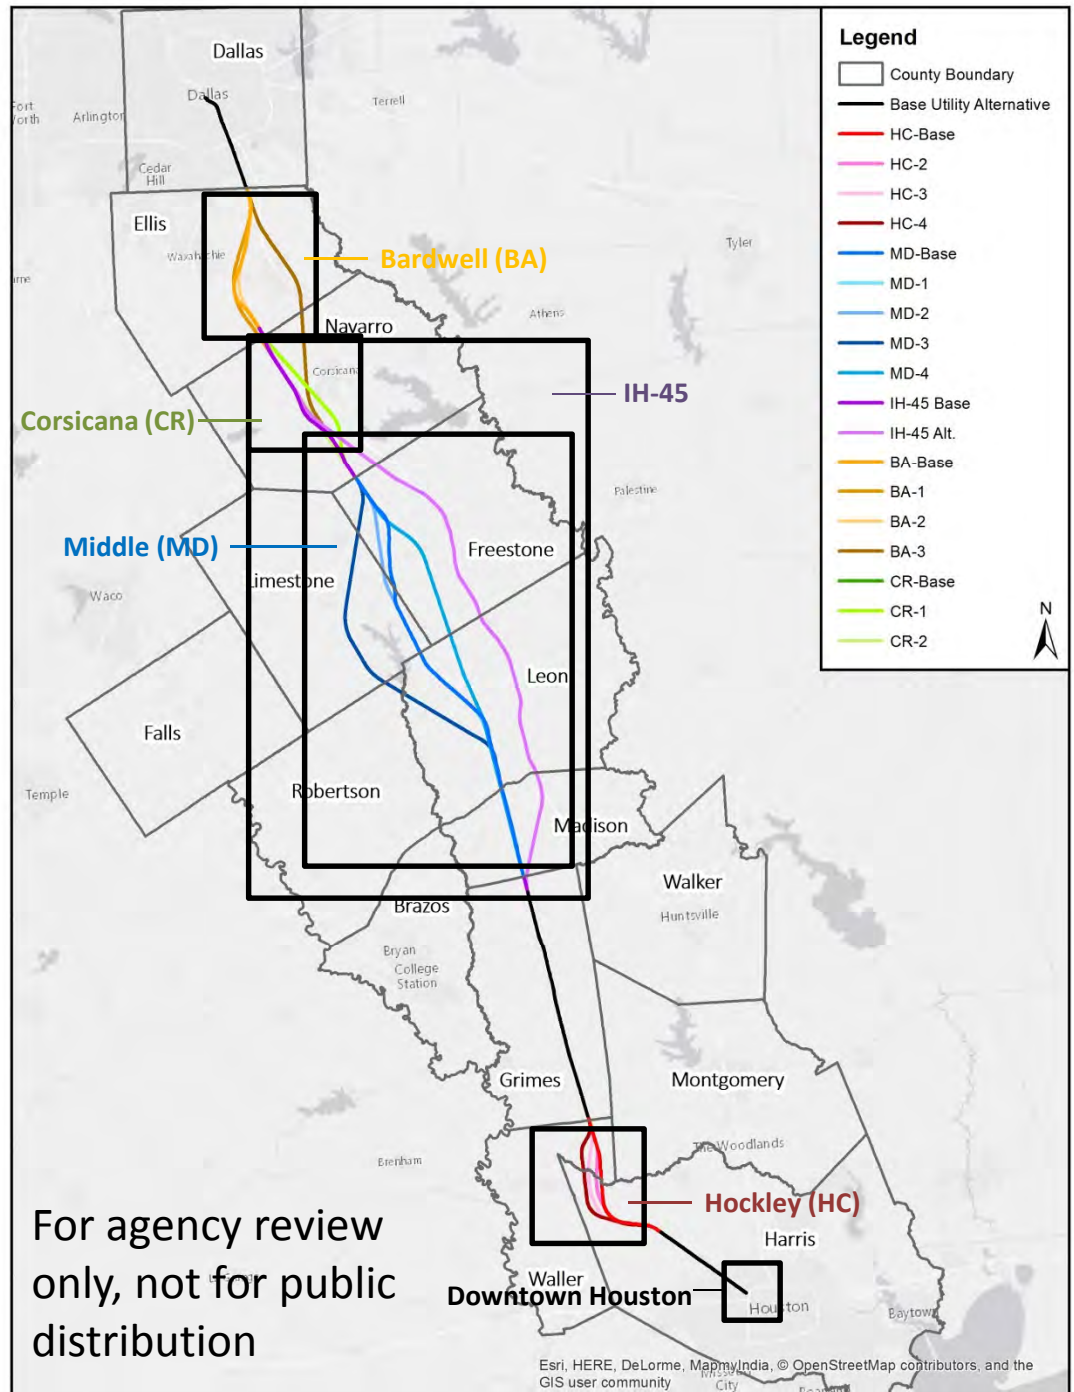 Legend
County Boundary
Base Utility Alternative
HC-Base
HC-2
HC-3
HC-4
MD-Base
MD-1
MD-2
MD-3
MD-4
IH-45 Base
IH-45 Alt.
BA-Base
BA-1
BA-2
BA-3
CR-Base
CR-1
CR-2
N
Dallas
Dallas
Terrell
Fort
Worth
Arlington
Cedar
Hill
Ellis
Waxahachie
Bardwell (BA)
Tyler
Athens
Navarro
Corsicana
IH-45
Corsicana (CR)
Palestine
Middle (MD)
Freestone
Limestone
Waco
Leon
Falls
Temple
Robertson
Madison
Walker
Huntsville
Brazos
Bryan
College
Station
Grimes
Montgomery
The Woodlands
Brenham
Hockley (HC)
Harris
Waller
Downtown Houston
Houston
Baytown
For agency review
only, not for public
distribution
Esri, HERE, DeLorme, MapmyIndia, © OpenStreetMap contributors, and the
GIS user community
City